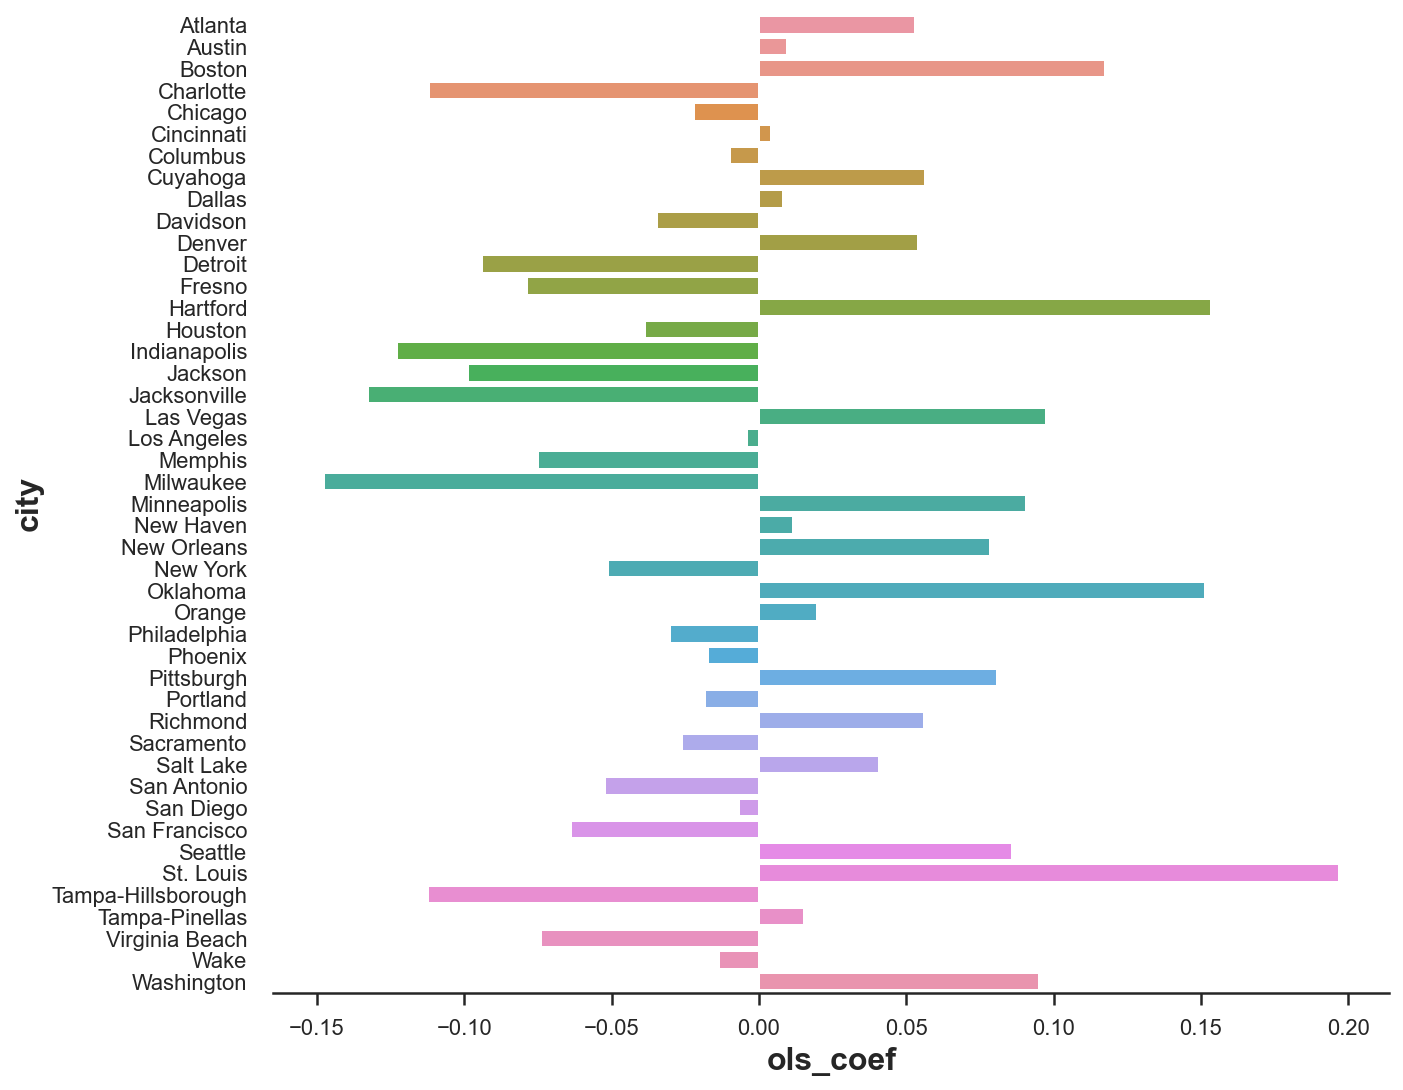 Atlanta
Austin
Boston
Charlotte
Chicago
Cincinnati
Columbus
Cuyahoga
Dallas
Davidson
Denver
Detroit
Fresno
Hartford
Houston
Indianapolis
Jackson
Jacksonville
Las Vegas
Los Angeles
Memphis
Milwaukee
Minneapolis
New Haven
New Orleans
New York
Oklahoma
Orange
Philadelphia
Phoenix
Pittsburgh
Portland
Richmond
Sacramento
Salt Lake
San Antonio
San Diego
San Francisco
Seattle
St. Louis
Tampa-Hillsborough
Tampa-Pinellas
Virginia Beach
Wake
Washington
city
−0.15 −0.10 −0.05 0.00 0.05 0.10 0.15 0.20
ols_coef